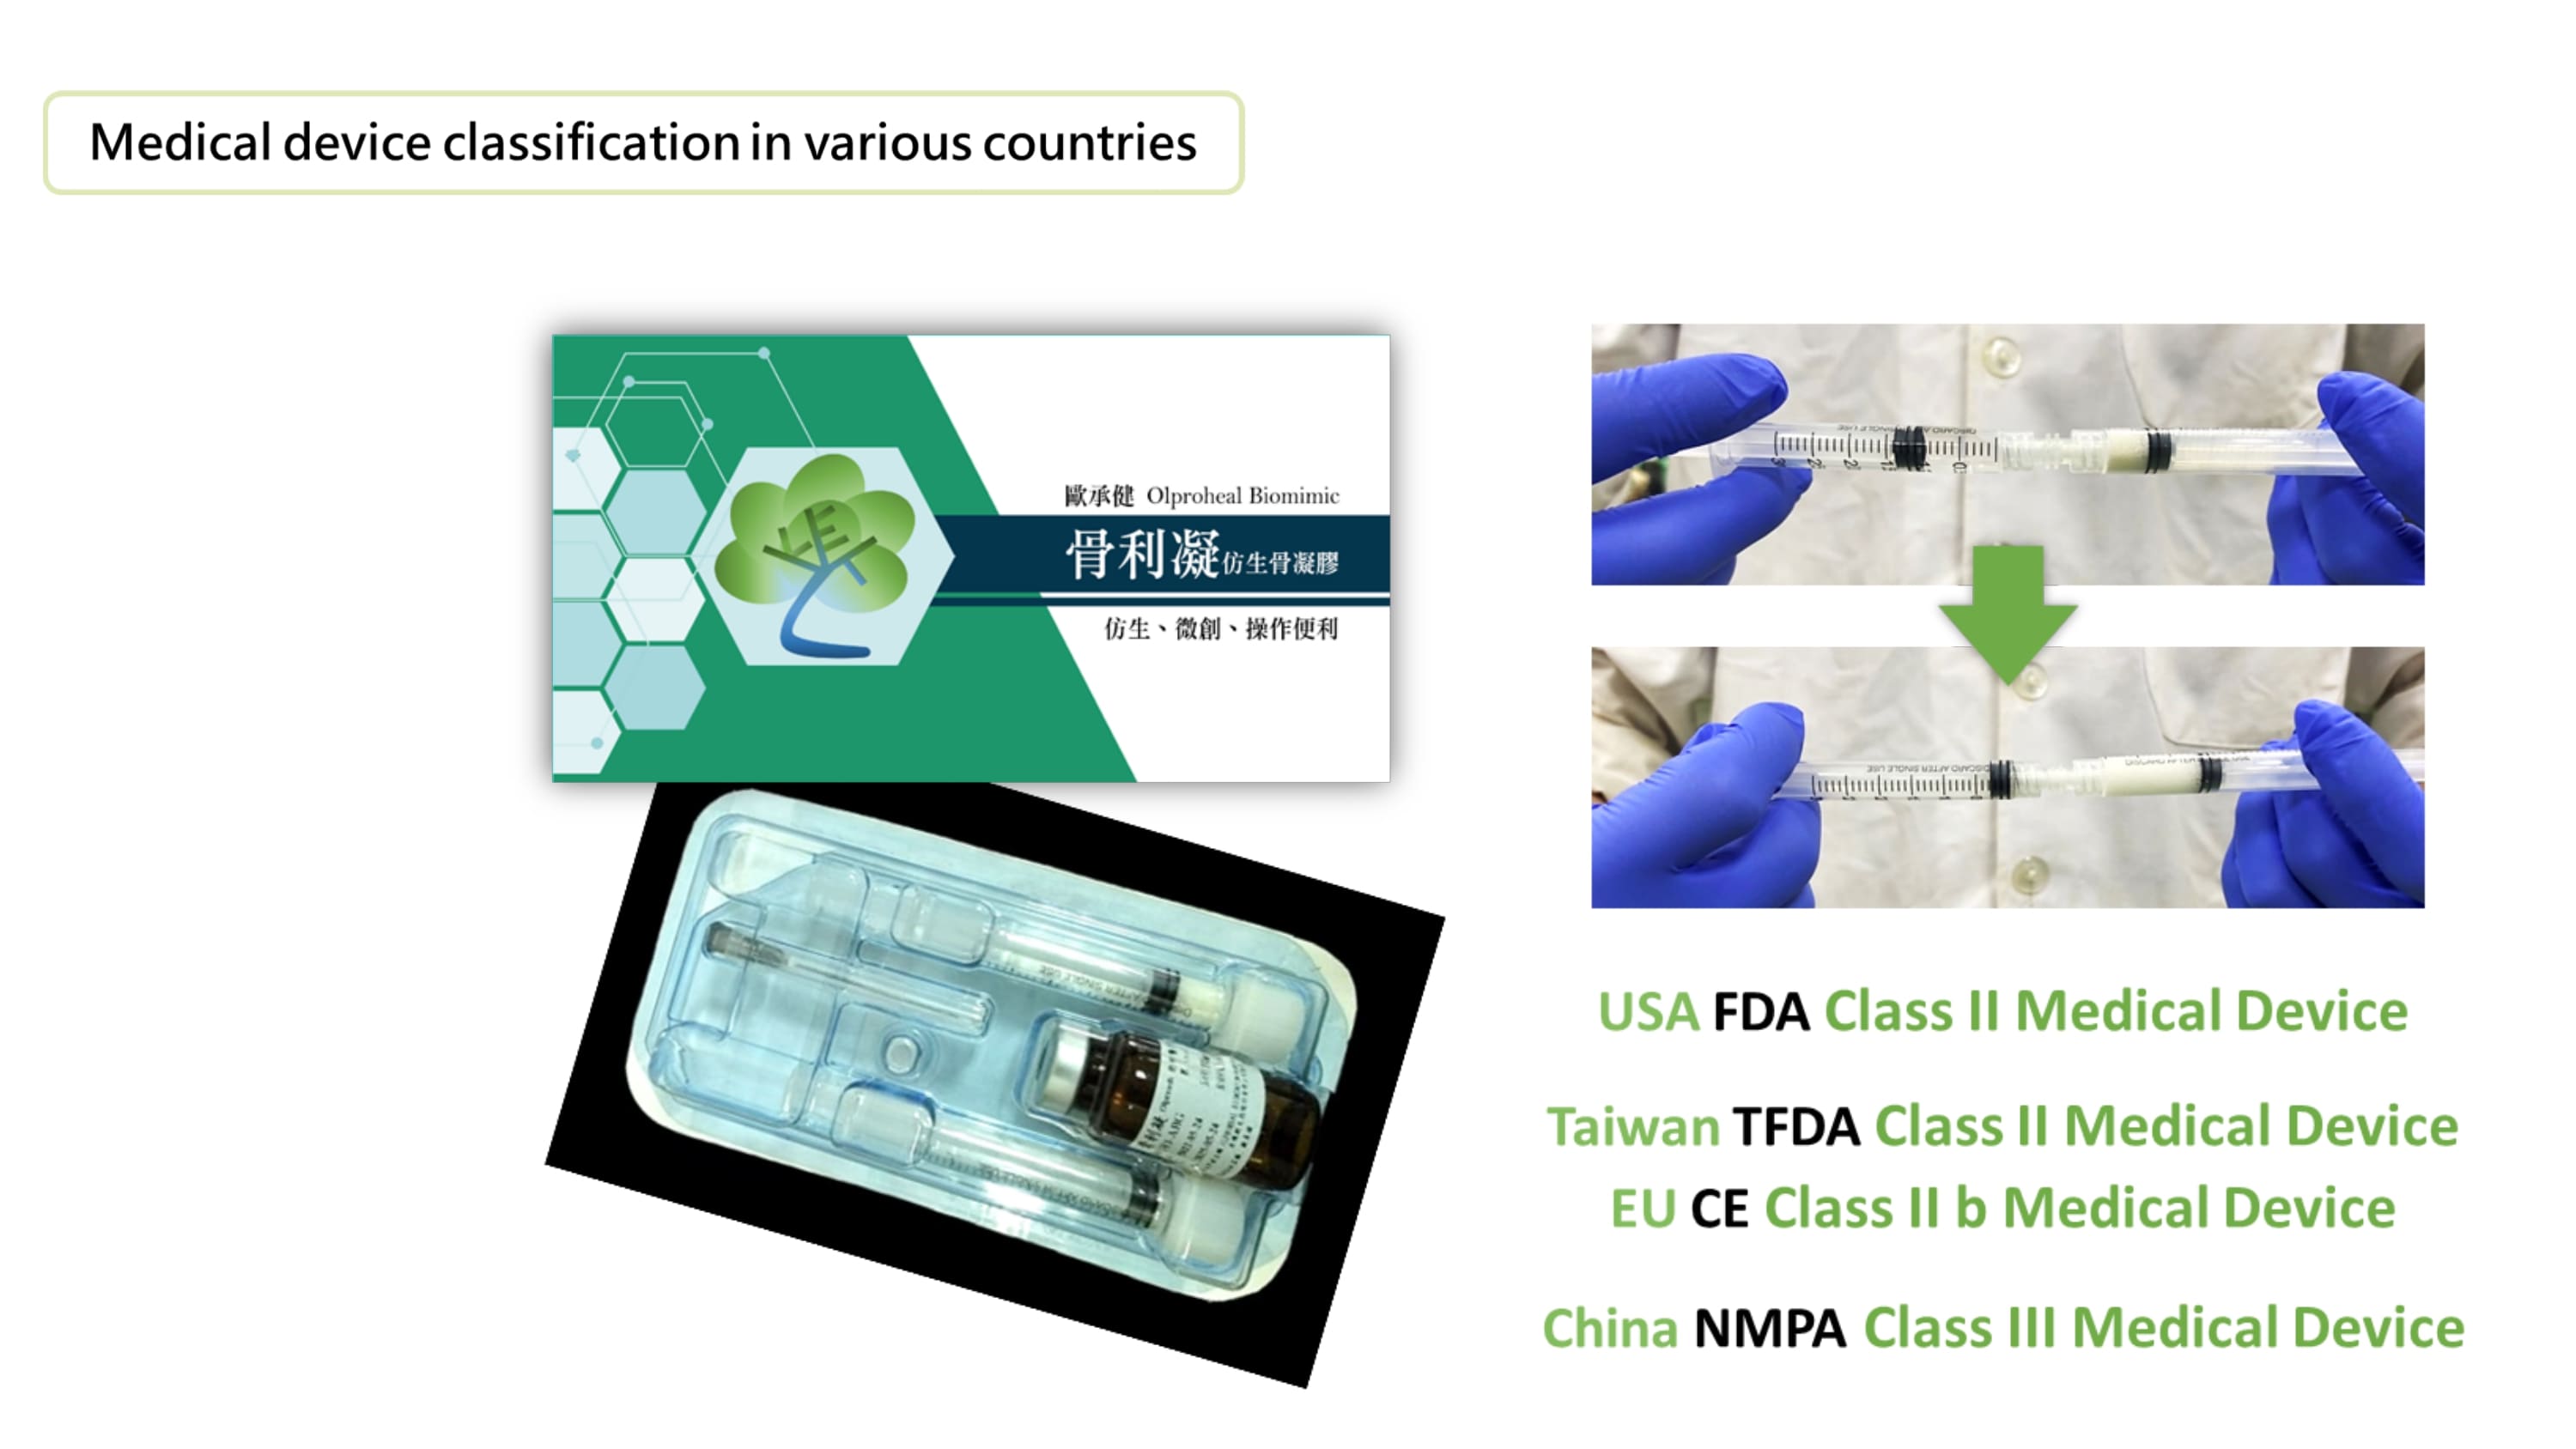 Medical device classification in various countries
歐承健 Olproheal Biomimic
骨利凝仿生骨凝膠
仿生、微創、操作便利
USA FDA Class II Medical Device
Taiwan TFDA Class II Medical Device
EU CE Class II b Medical Device
China NMPA Class III Medical Device